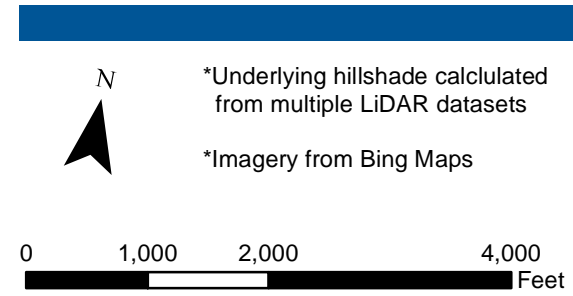 N
*Underlying hillshade calclulated
from multiple LiDAR datasets
*Imagery from Bing Maps
0 1,000 2,000 4,000
Feet